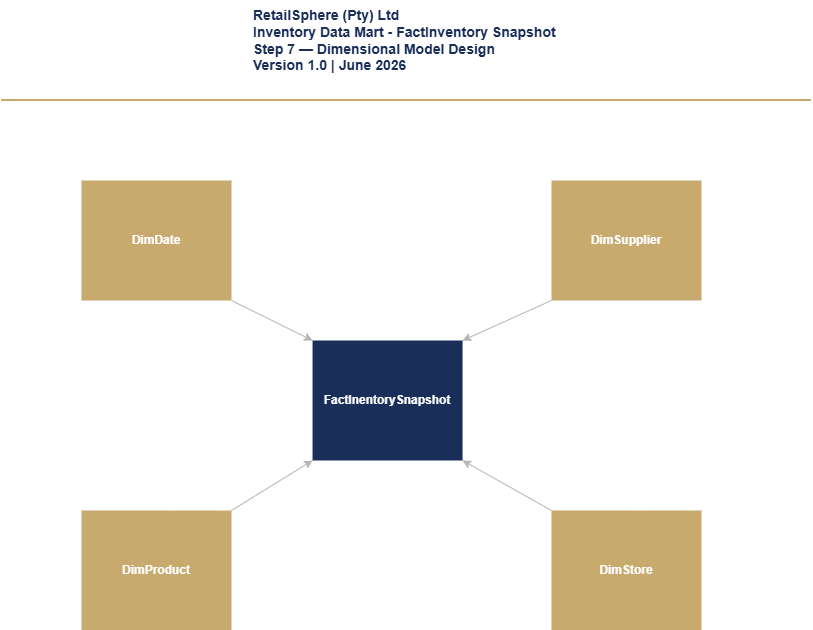 RetailSphere (Pty) Ltd
Inventory Data Mart - FactInventory Snapshot
Step 7 — Dimensional Model Design
Version 1.0 | June 2026
DimDate
DimSupplier
FactInentorySnapshot
DimProduct
DimStore